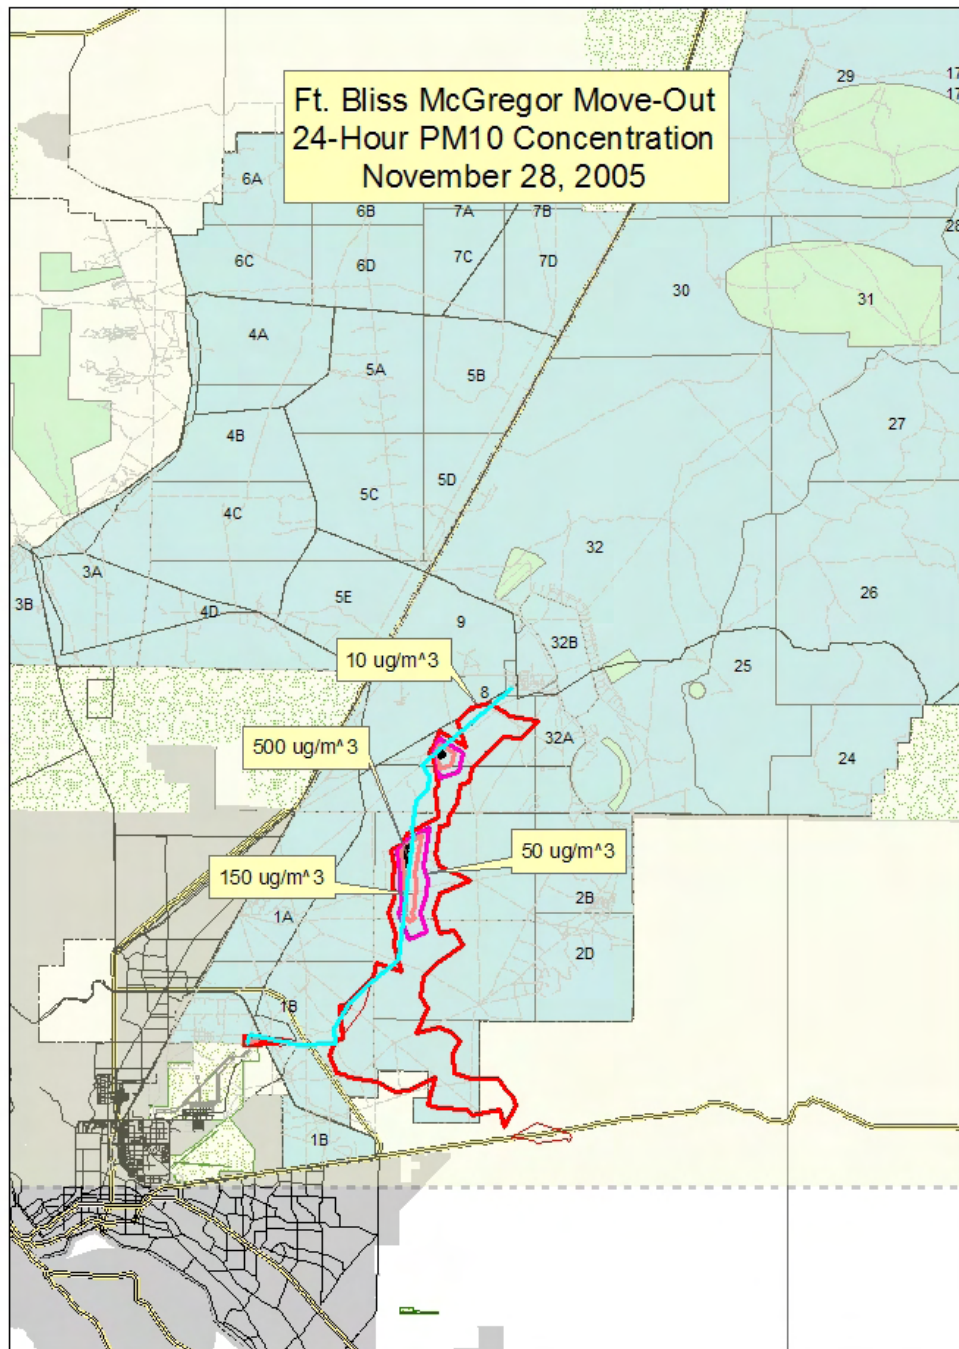 Ft. Bliss McGregor Move-Out
24-Hour PM10 Concentration
November 28, 2005
29
17
17
6A
6B
7A
7B
28
6C
6D
7C
7D
30
31
4A
5A
5B
4B
27
5D
5C
4C
32
3A
5E
26
3B
4D
9
32B
10 ug/m^3
25
8
500 ug/m^3
32A
24
50 ug/m^3
150 ug/m^3
2B
1A
2D
1B
1B